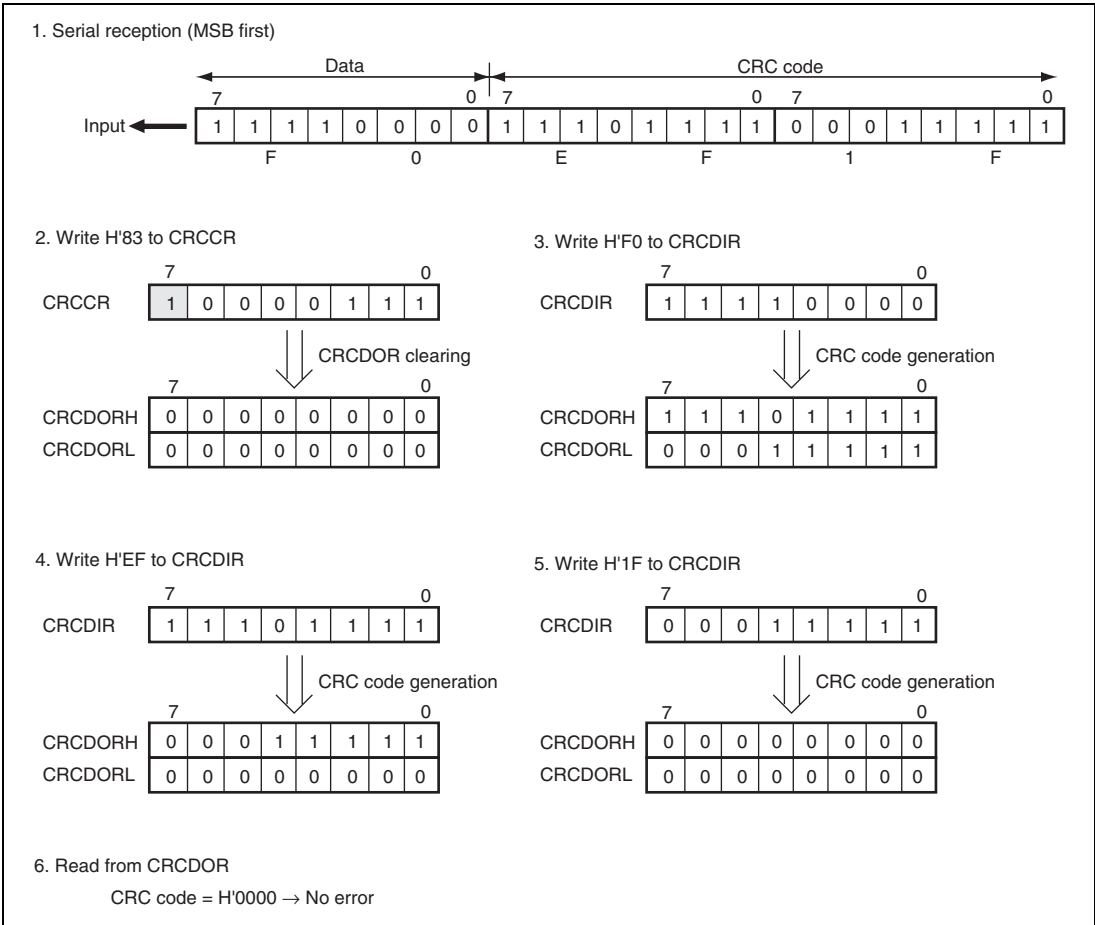 1. Serial reception (MSB first)
Data CRC code
7 0 7 0 7 0
Input 1 1 1 1 0 0 0 0 1 1 1 0 1 1 1 1 0 0 0 1 1 1 1 1
F 0 E F 1 F
2. Write H'83 to CRCCR
7 0
CRCCR 1 0 0 0 0 1 1 1
CRCDOR clearing
7 0
CRCDORH 0 0 0 0 0 0 0 0
CRCDORL 0 0 0 0 0 0 0 0
3. Write H'F0 to CRCDIR
7 0
CRCDIR 1 1 1 1 0 0 0 0
CRC code generation
7 0
CRCDORH 1 1 1 0 1 1 1 1
CRCDORL 0 0 0 1 1 1 1 1
4. Write H'EF to CRCDIR
7 0
CRCDIR 1 1 1 0 1 1 1 1
CRC code generation
7 0
CRCDORH 0 0 0 1 1 1 1 1
CRCDORL 0 0 0 0 0 0 0 0
5. Write H'1F to CRCDIR
7 0
CRCDIR 0 0 0 1 1 1 1 1
CRC code generation
7 0
CRCDORH 0 0 0 0 0 0 0 0
CRCDORL 0 0 0 0 0 0 0 0
6. Read from CRCDOR
CRC code = H'0000 → No error